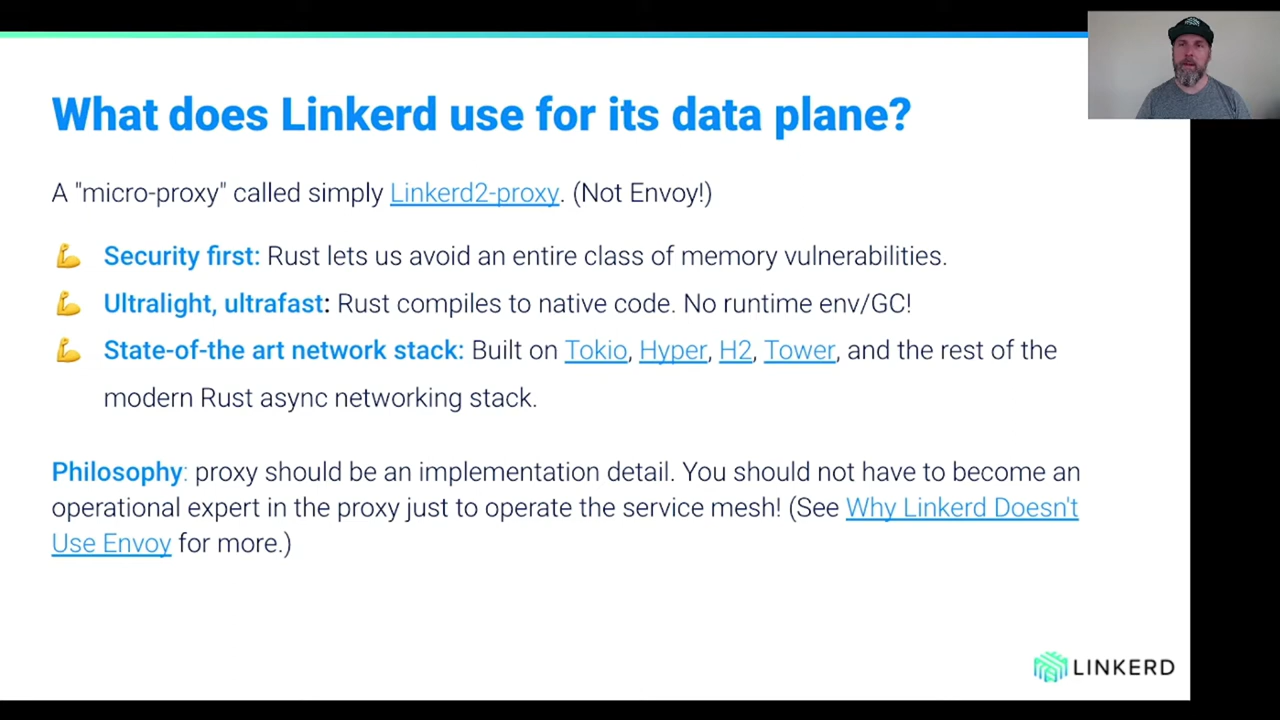 What does Linkerd use for its data plane?
A "micro-proxy" called simply Linkerd2-proxy. (Not Envoy!)
💪 Security first: Rust lets us avoid an entire class of memory vulnerabilities.
💪 Ultralight, ultrafast: Rust compiles to native code. No runtime env/GC!
💪 State-of-the art network stack: Built on Tokio, Hyper, H2, Tower, and the rest of the
modern Rust async networking stack.
Philosophy: proxy should be an implementation detail. You should not have to become an
operational expert in the proxy just to operate the service mesh! (See Why Linkerd Doesn't
Use Envoy for more.)
LINKERD